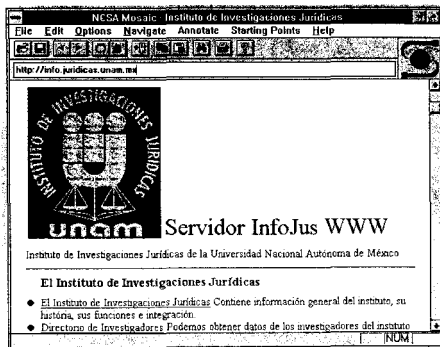 NCSA Mosaic - Instituto de Investigaciones Jurídicas
File Edit Options Navigate Annotate Starting Points Help
http://info.juridicas.unam.mx
INSTITUTO DE INVESTIGACIONES JURIDICAS
unam
Servidor InfoJus WWW
Instituto de Investigaciones Jurídicas de la Universidad Nacional Autónoma de México
El Instituto de Investigaciones Jurídicas
● El Instituto de Investigaciones Jurídicas Contiene información general del instituto, su
historia, sus funciones e integración.
● Directorio de Investigadores Podemos obtener datos de los investigadores del instituto
NUM